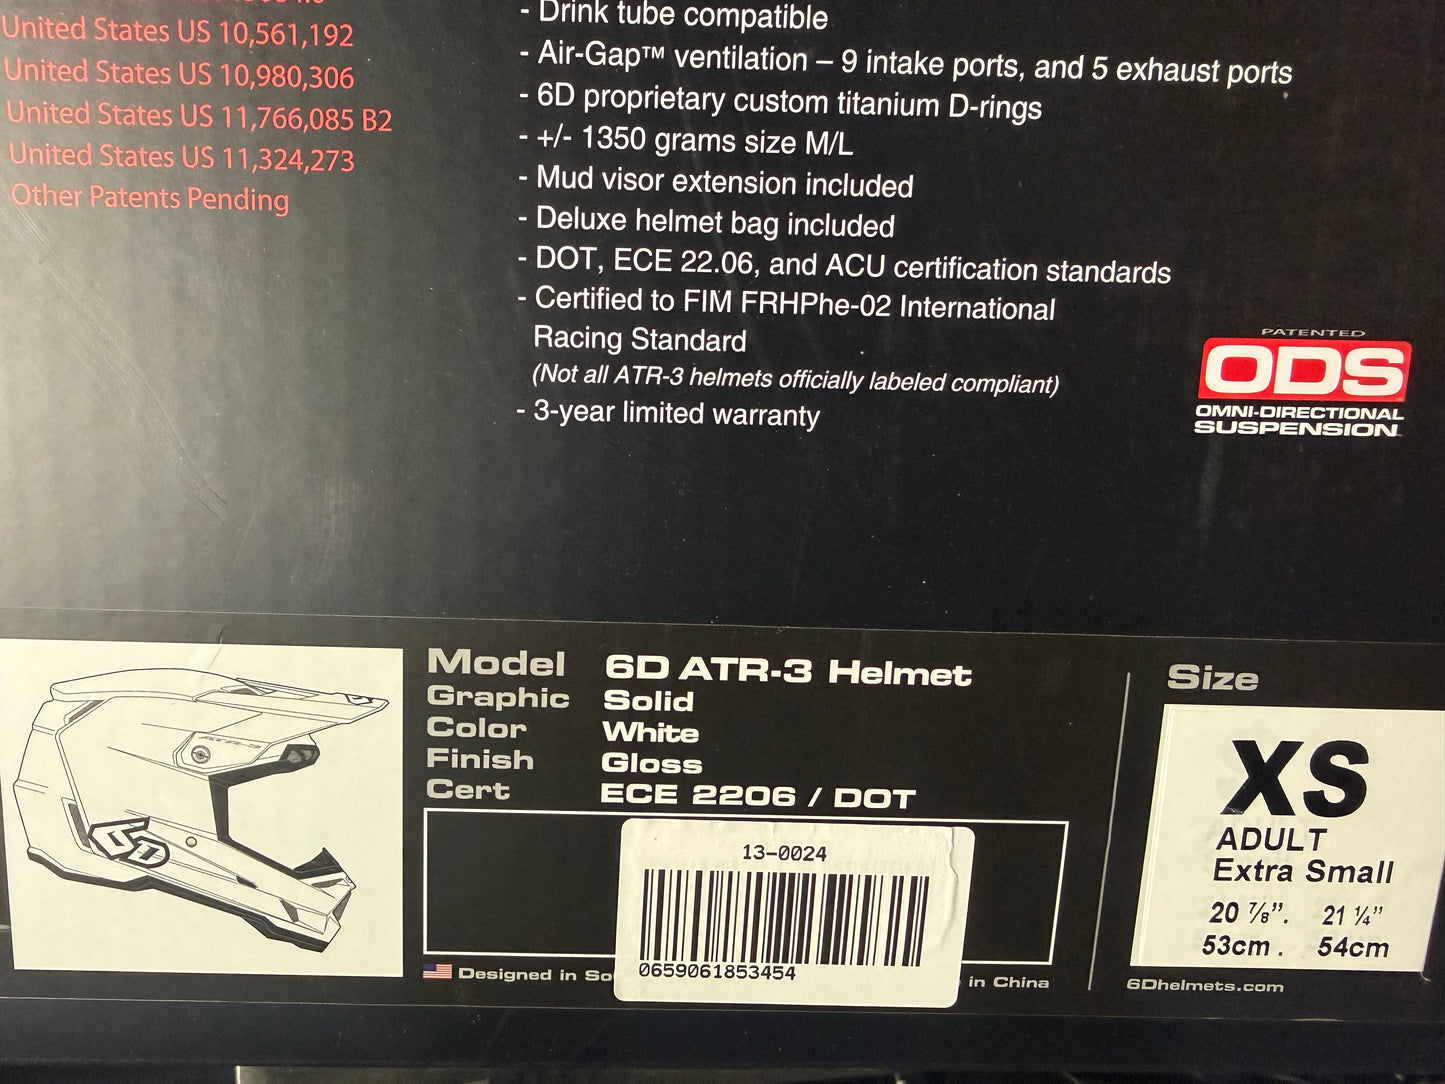 United States US 10,561,192
United States US 10,980,306
United States US 11,766,085 B2
United States US 11,324,273
Other Patents Pending
- Drink tube compatible
- Air-Gap™ ventilation – 9 intake ports, and 5 exhaust ports
- 6D proprietary custom titanium D-rings
- +/- 1350 grams size M/L
- Mud visor extension included
- Deluxe helmet bag included
- DOT, ECE 22.06, and ACU certification standards
- Certified to FIM FRHPhe-02 International
Racing Standard
(Not all ATR-3 helmets officially labeled compliant)
- 3-year limited warranty
PATENTED
ODS
OMNI-DIRECTIONAL
SUSPENSION
ATR-3
6D
Model 6D ATR-3 Helmet
Graphic Solid
Color White
Finish Gloss
Cert ECE 2206 / DOT
13-0024
0659061853454
Designed in So
in China
Size
XS
ADULT
Extra Small
20 ⅞”. 21 ¼”
53cm . 54cm
6Dhelmets.com